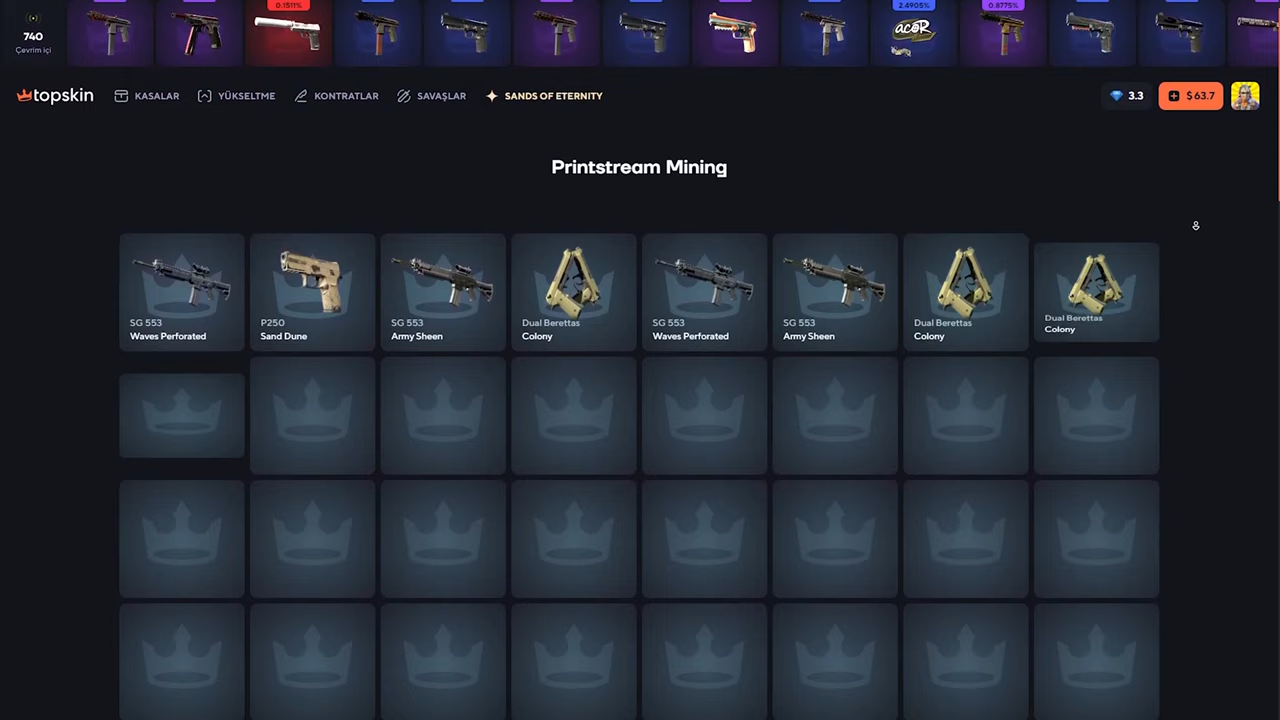 0.1511%
2.4905%
0.8775%
acor
740
Çevrim içi
topskin
KASALAR
YÜKSELTME
KONTRATLAR
SAVAŞLAR
SANDS OF ETERNITY
3.3
$ 63.7
Printstream Mining
SG 553
Waves Perforated
P250
Sand Dune
SG 553
Army Sheen
Dual Berettas
Colony
SG 553
Waves Perforated
SG 553
Army Sheen
Dual Berettas
Colony
Dual Berettas
Colony